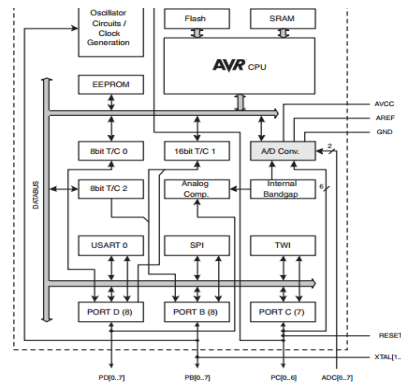 Oscillator
Circuits /
Clock
Generation
Flash
SRAM
AVR CPU
EEPROM
AVCC
AREF
GND
8bit T/C 0
16bit T/C 1
A/D Conv.
2
DATABUS
8bit T/C 2
Analog
Comp.
Internal
Bandgap
6
USART 0
SPI
TWI
PORT D (8)
PORT B (8)
PORT C (7)
RESET
XTAL[1..
PD[0..7]
PB[0..7]
PC[0..6]
ADC[6..7]